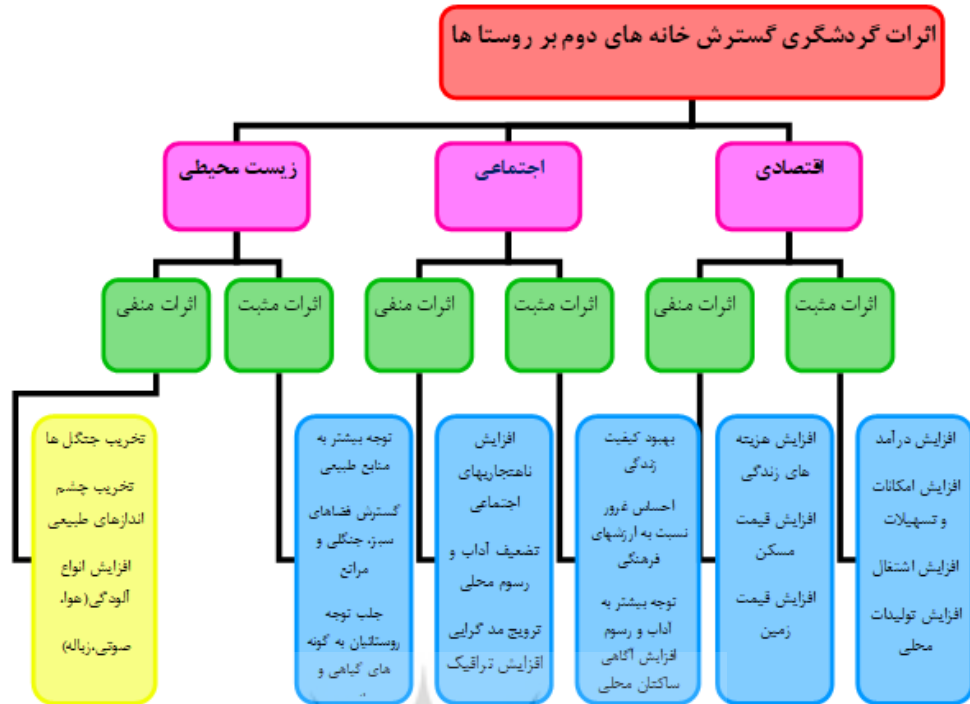 اثرات گردشگری گسترش خانه های دوم بر روستا ها
اقتصادی
اجتماعی
زیست محیطی
اثرات مثبت
اثرات منفی
اثرات مثبت
اثرات منفی
اثرات مثبت
اثرات منفی
افزایش درآمد
افزایش امکانات
و تسهیلات
افزایش اشتغال
افزایش تولیدات
محلی
افزایش هزینه
های زندگی
افزایش قیمت
مسکن
افزایش قیمت
زمین
بهبود کیفیت
زندگی
احساس غرور
نسبت به ارزشهای
فرهنگی
توجه بیشتر به
آداب و رسوم
افزایش آگاهی
ساکتان محلی
افزایش
ناهتجاریهای
اجتماعی
تضعیف آداب و
رسوم محلی
ترویج مد گرایی
افزایش ترافیک
توجه بیشتر به
منابع طبیعی
گسترش فضاهای
سبز، جنگلی و
مراتع
جلب توجه
روستائیان به گونه
های گیاهی و
تخریب جتگل ها
تخریب چشم
اندازهای طبیعی
افزایش انواع
آلودگی(هوا،
صوتی،زباله)